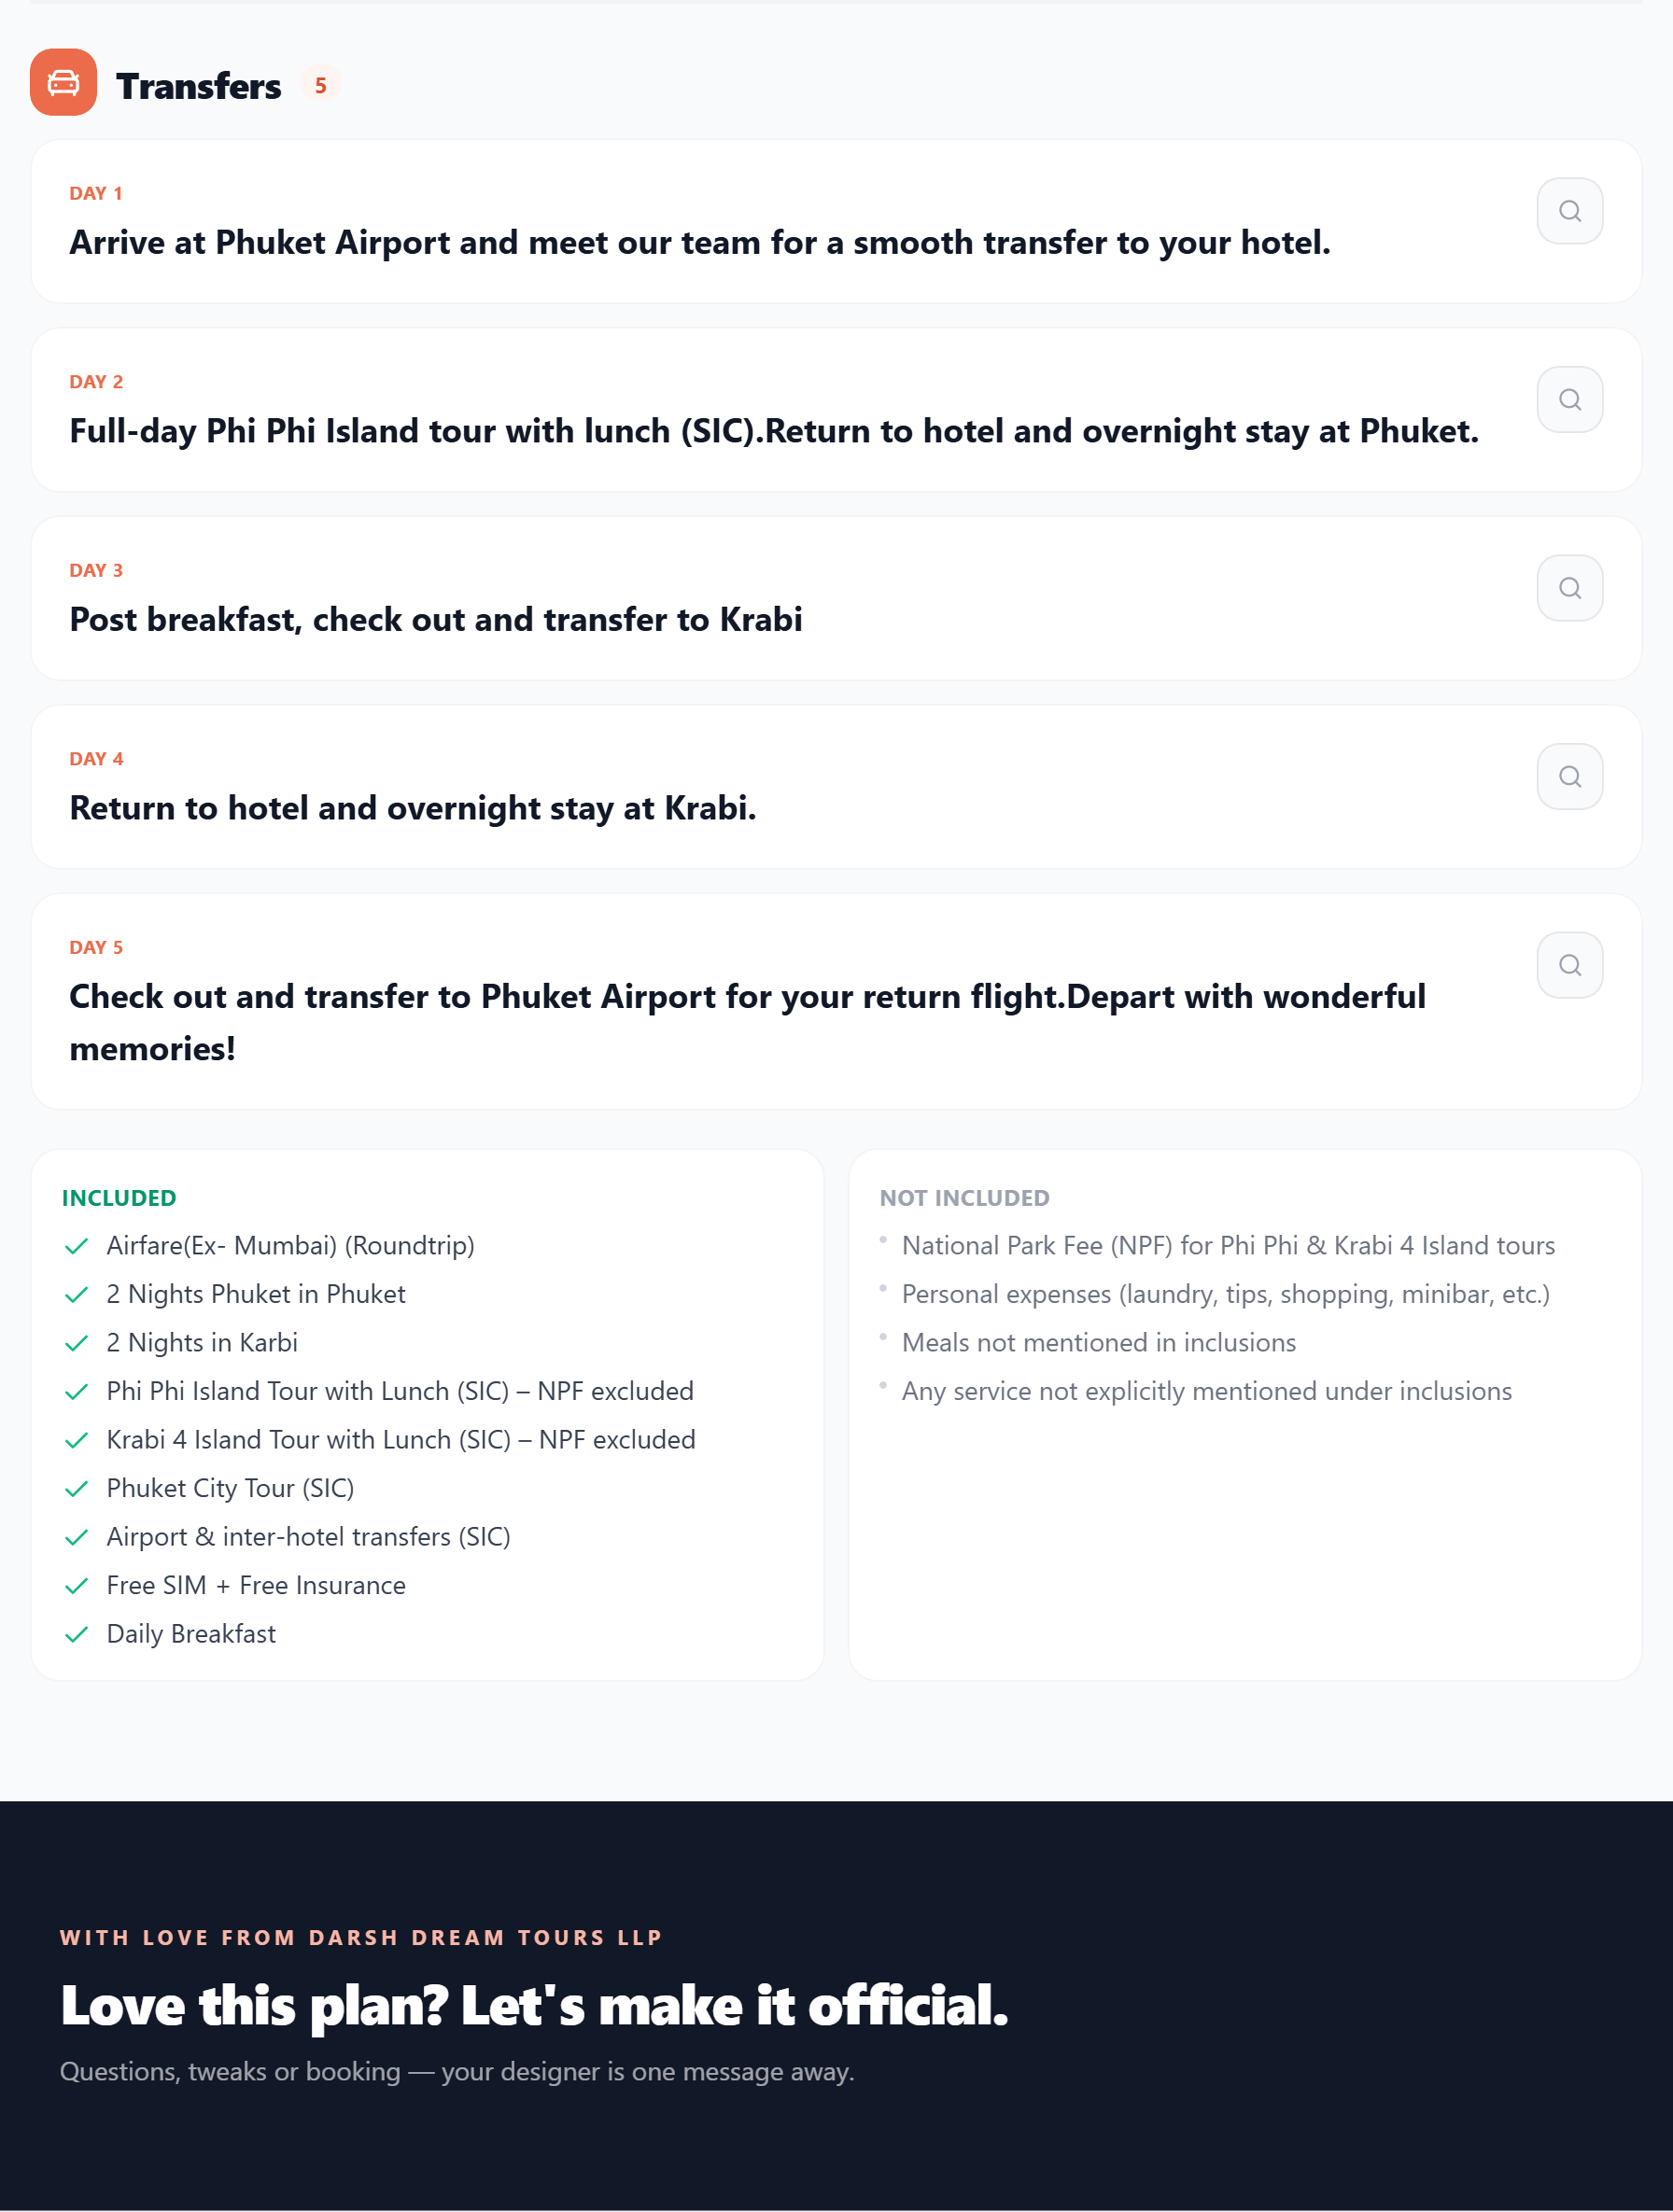 Transfers 5
DAY 1
Arrive at Phuket Airport and meet our team for a smooth transfer to your hotel.
DAY 2
Full-day Phi Phi Island tour with lunch (SIC).Return to hotel and overnight stay at Phuket.
DAY 3
Post breakfast, check out and transfer to Krabi
DAY 4
Return to hotel and overnight stay at Krabi.
DAY 5
Check out and transfer to Phuket Airport for your return flight.Depart with wonderful
memories!
INCLUDED
Airfare(Ex- Mumbai) (Roundtrip)
2 Nights Phuket in Phuket
2 Nights in Karbi
Phi Phi Island Tour with Lunch (SIC) – NPF excluded
Krabi 4 Island Tour with Lunch (SIC) – NPF excluded
Phuket City Tour (SIC)
Airport & inter-hotel transfers (SIC)
Free SIM + Free Insurance
Daily Breakfast
NOT INCLUDED
National Park Fee (NPF) for Phi Phi & Krabi 4 Island tours
Personal expenses (laundry, tips, shopping, minibar, etc.)
Meals not mentioned in inclusions
Any service not explicitly mentioned under inclusions
WITH LOVE FROM DARSH DREAM TOURS LLP
Love this plan? Let's make it official.
Questions, tweaks or booking — your designer is one message away.